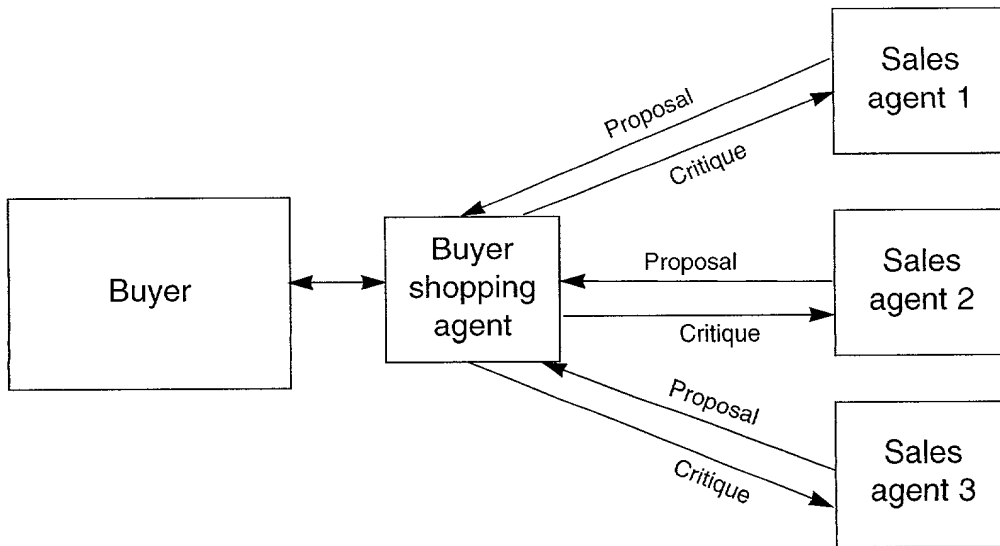 Sales
agent 1
Proposal
Critique
Buyer
Buyer
shopping
agent
Proposal
Critique
Sales
agent 2
Proposal
Critique
Sales
agent 3